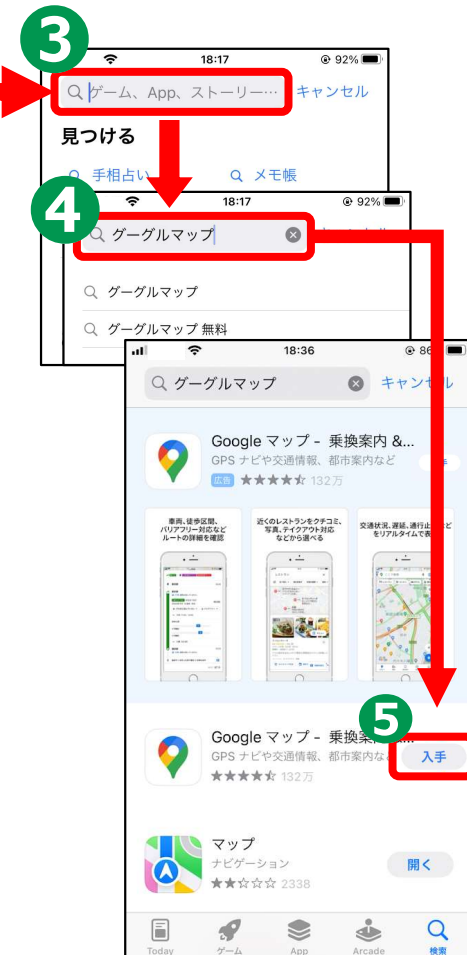 3
18:17
92%
ゲーム、App、ストーリー…
キャンセル
見つける
手相占い
メモ帳
4
18:17
92%
グーグルマップ
グーグルマップ
グーグルマップ 無料
18:36
グーグルマップ
キャンセル
Google マップ - 乗換案内 &...
GPS ナビや交通情報、都市案内など
広告 ★★★★☆ 132万
車両、徒歩区間、
バリアフリー対応など
ルートの詳細を確認
近くのレストランをクチコミ、
写真、テイクアウト対応
などから選べる
交通状況、遅延、通行止
をリアルタイムで
5
Google マップ - 乗換
GPS ナビや交通情報、都市案内な
★★★★☆ 132万
入手
マップ
ナビゲーション
★★☆☆☆ 2338
開く
Today
ゲーム
App
Arcade
検索